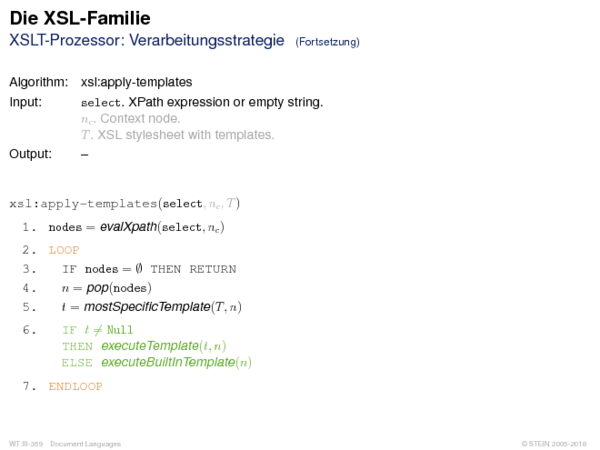 Die XSL-Familie
XSLT-Prozessor: Verarbeitungsstrategie (Fortsetzung)
Algorithm: xsl:apply-templates
Input: select. XPath expression or empty string.
n_c. Context node.
T. XSL stylesheet with templates.
Output: –
xsl:apply-templates(select, n_c, T)
1. nodes = evalXpath(select, n_c)
2. LOOP
3. IF nodes = ∅ THEN RETURN
4. n = pop(nodes)
5. t = mostSpecificTemplate(T, n)
6. IF t ≠ Null
THEN executeTemplate(t, n)
ELSE executeBuiltInTemplate(n)
7. ENDLOOP
WT:III-359 Document Languages © STEIN 2005-2018